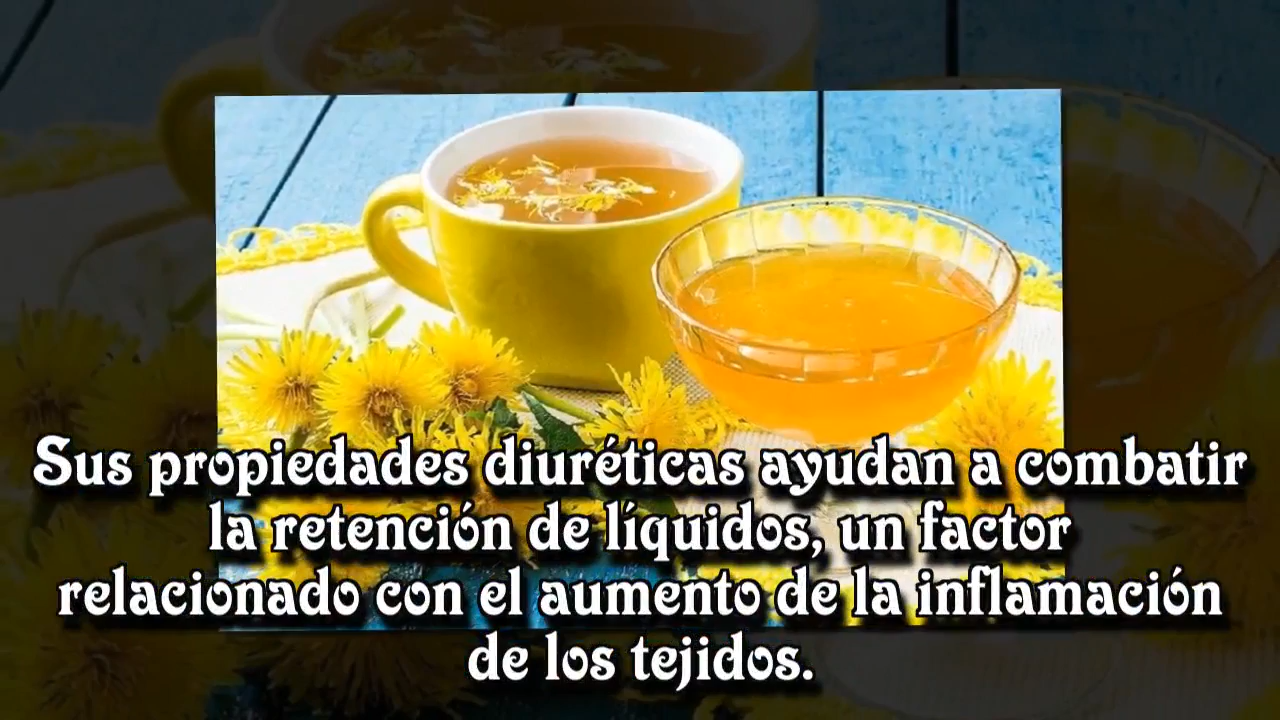 Sus propiedades diuréticas ayudan a combatir
la retención de líquidos, un factor
relacionado con el aumento de la inflamación
de los tejidos.